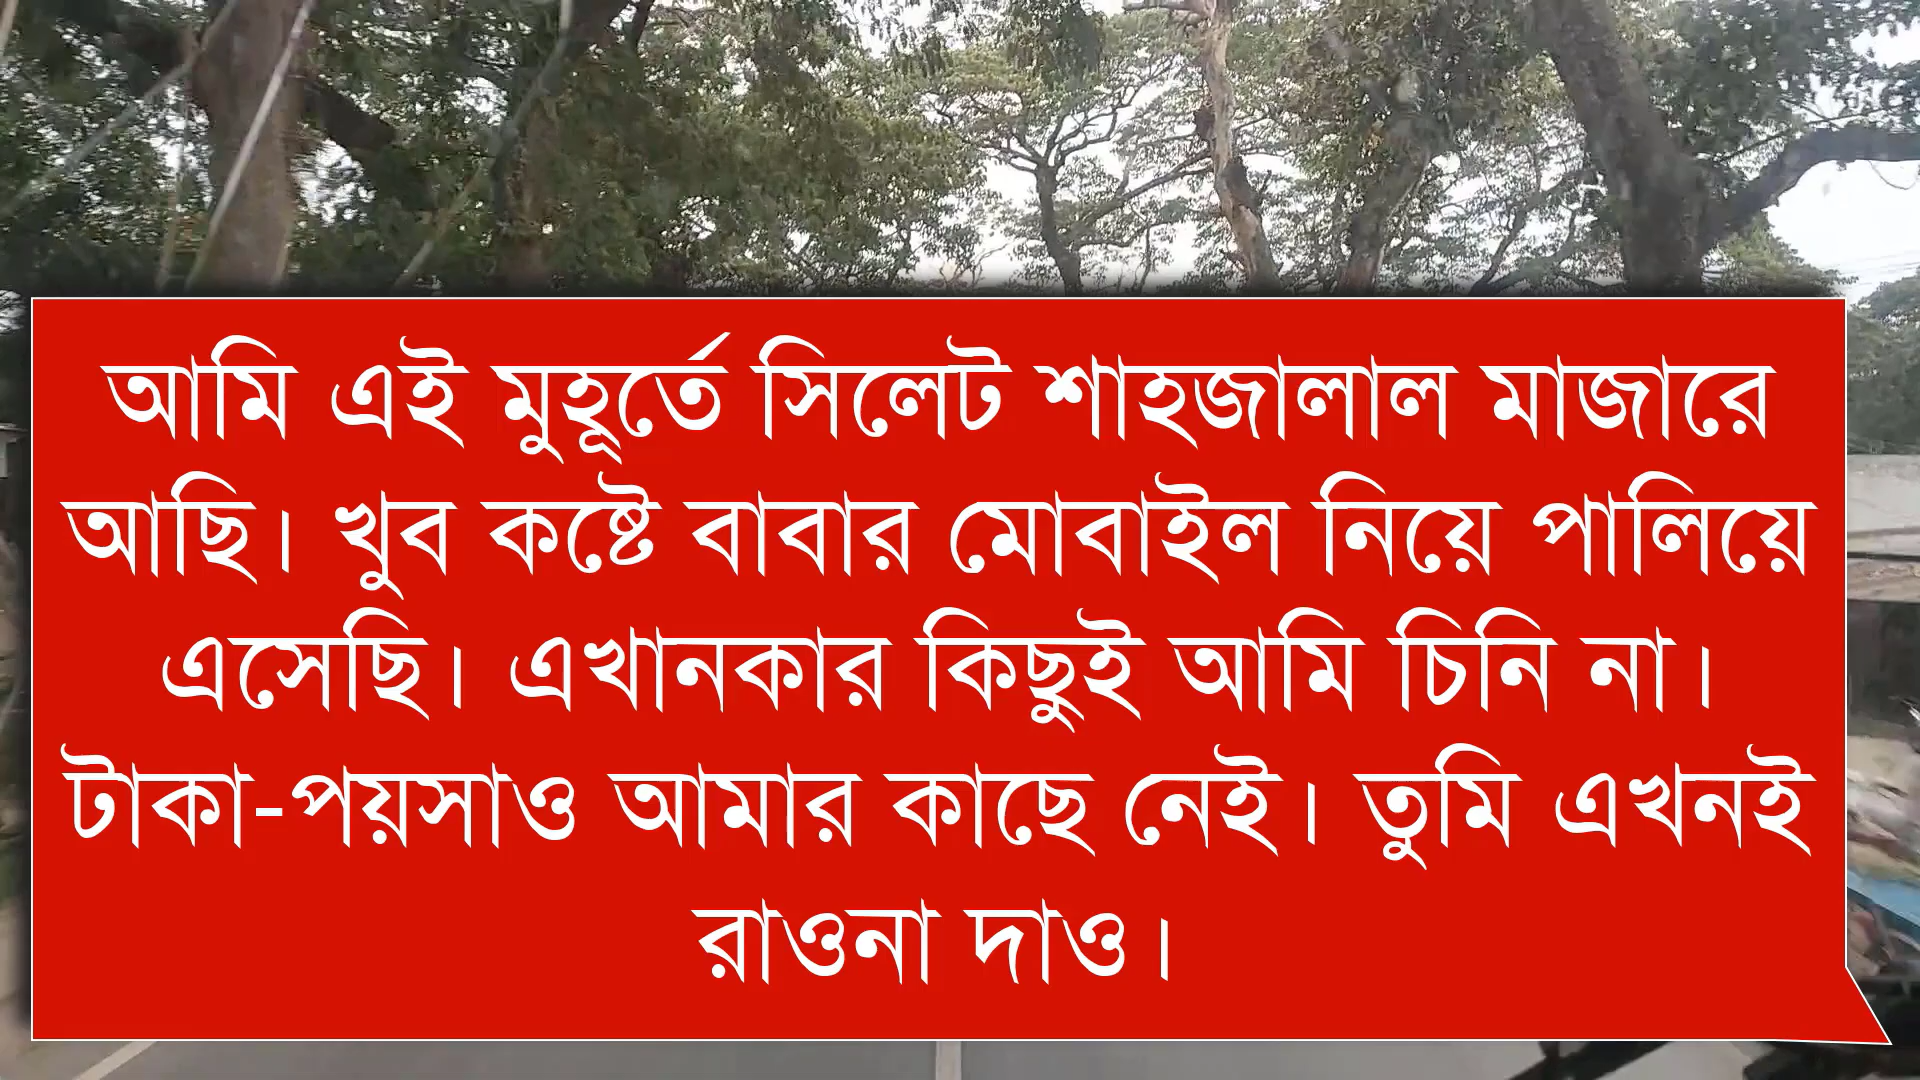 আমি এই মুহূর্তে সিলেট শাহজালাল মাজারে
আছি। খুব কষ্টে বাবার মোবাইল নিয়ে পালিয়ে
এসেছি। এখানকার কিছুই আমি চিনি না।
টাকা-পয়সাও আমার কাছে নেই। তুমি এখনই
রাওনা দাও।